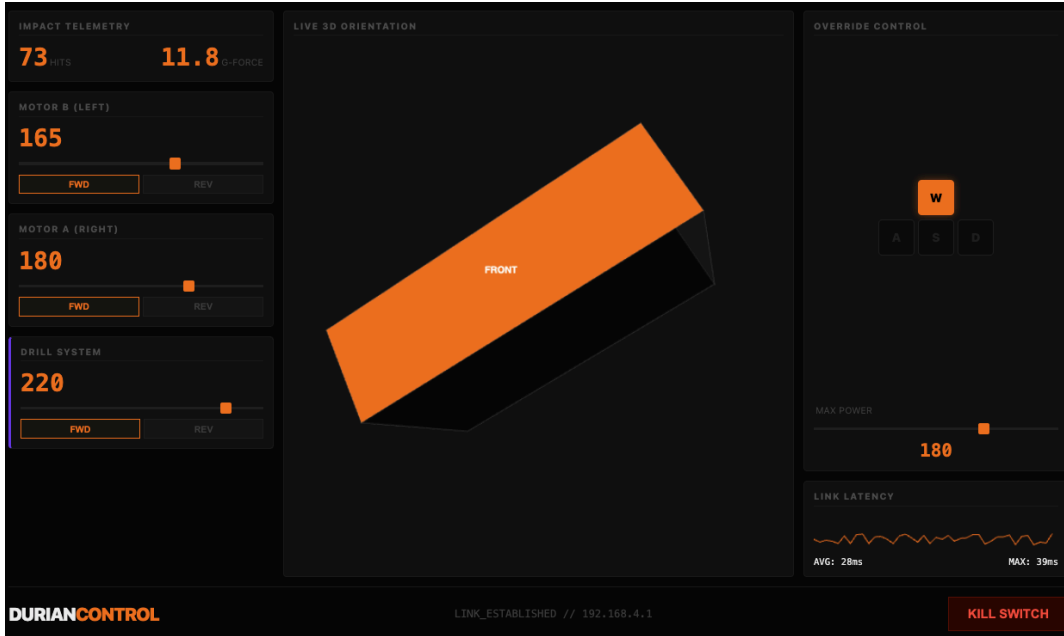 IMPACT TELEMETRY
73 HITS 11.8 G-FORCE
MOTOR B (LEFT)
165
FWD REV
MOTOR A (RIGHT)
180
FWD REV
DRILL SYSTEM
220
FWD REV
LIVE 3D ORIENTATION
FRONT
OVERRIDE CONTROL
W
A S D
MAX POWER
180
LINK LATENCY
AVG: 28ms MAX: 39ms
DURIANCONTROL
LINK_ESTABLISHED // 192.168.4.1
KILL SWITCH